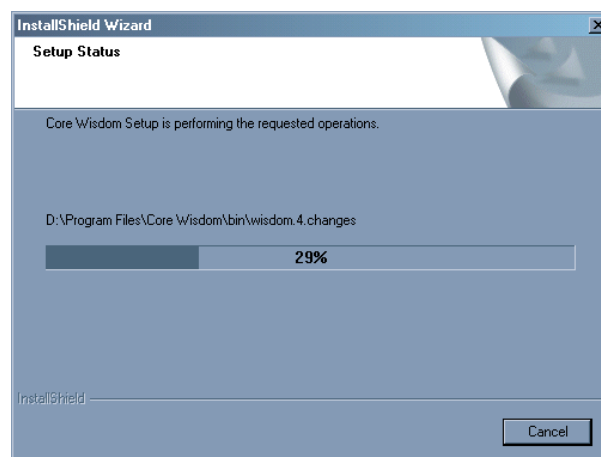 InstallShield Wizard
Setup Status
Core Wisdom Setup is performing the requested operations.
D:\Program Files\Core Wisdom\bin\wisdom.4.changes
29%
InstallShield
Cancel